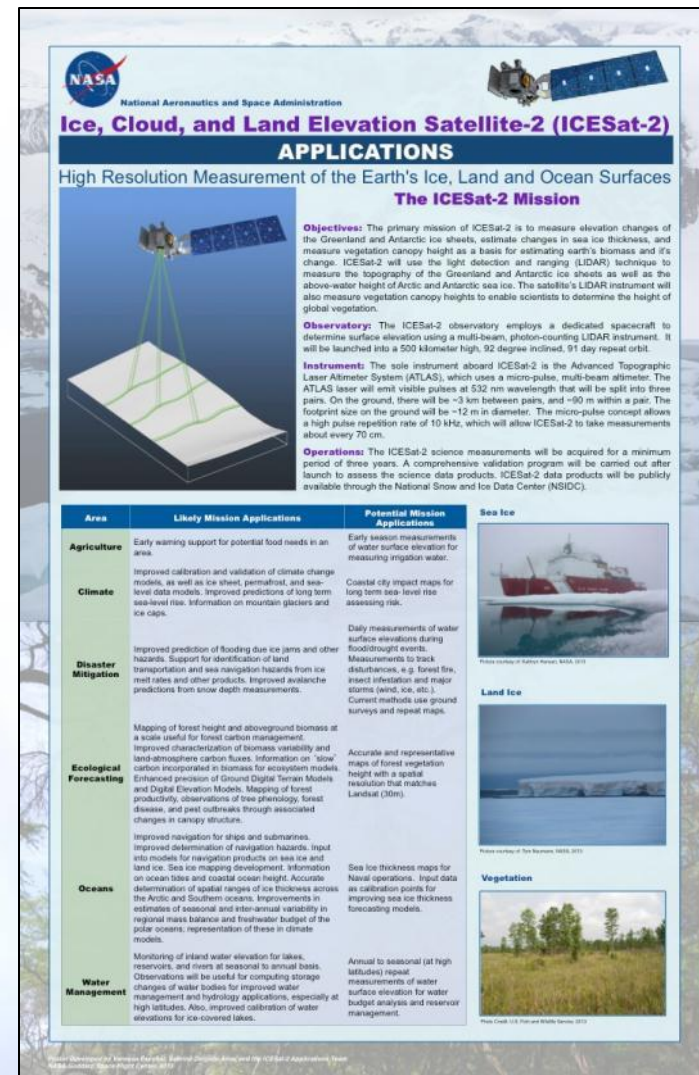 NASA
National Aeronautics and Space Administration
Ice, Cloud, and Land Elevation Satellite-2 (ICESat-2)
APPLICATIONS
High Resolution Measurement of the Earth's Ice, Land and Ocean Surfaces
The ICESat-2 Mission
Objectives: The primary mission of ICESat-2 is to measure elevation changes of
the Greenland and Antarctic ice sheets, estimate changes in sea ice thickness, and
measure vegetation canopy height as a basis for estimating earth's biomass and it's
change. ICESat-2 will use the light detection and ranging (LIDAR) technique to
measure the topography of the Greenland and Antarctic ice sheets as well as the
above-water height of Arctic and Antarctic sea ice. The satellite's LIDAR instrument will
also measure vegetation canopy heights to enable scientists to determine the height of
global vegetation.
Observatory: The ICESat-2 observatory employs a dedicated spacecraft to
determine surface elevation using a multi-beam, photon-counting LIDAR instrument. It
will be launched into a 500 kilometer high, 92 degree inclined, 91 day repeat orbit.
Instrument: The sole instrument aboard ICESat-2 is the Advanced Topographic
Laser Altimeter System (ATLAS), which uses a micro-pulse, multi-beam altimeter. The
ATLAS laser will emit visible pulses at 532 nm wavelength that will be split into three
pairs. On the ground, there will be ~3 km between pairs, and ~90 m within a pair. The
footprint size on the ground will be ~12 m in diameter. The micro-pulse concept allows
a high pulse repetition rate of 10 kHz, which will allow ICESat-2 to take measurements
about every 70 cm.
Operations: The ICESat-2 science measurements will be acquired for a minimum
period of three years. A comprehensive validation program will be carried out after
launch to assess the science data products. ICESat-2 data products will be publicly
available through the National Snow and Ice Data Center (NSIDC).
Area
Likely Mission Applications
Potential Mission
Applications
Agriculture
Early warning support for potential food needs in an
area.
Early season measurements
of water surface elevation for
measuring irrigation water.
Climate
Improved calibration and validation of climate change
models, as well as ice sheet, permafrost, and sea-
level data models. Improved predictions of long term
sea-level rise. Information on mountain glaciers and
ice caps.
Coastal city impact maps for
long term sea- level rise
assessing risk.
Disaster
Mitigation
Improved prediction of flooding due ice jams and other
hazards. Support for identification of land
transportation and sea navigation hazards from ice
melt rates and other products. Improved avalanche
predictions from snow depth measurements.
Daily measurements of water
surface elevations during
flood/drought events.
Measurements to track
disturbances, e.g. forest fire,
insect infestation and major
storms (wind, ice, etc.).
Current methods use ground
surveys and repeat maps.
Ecological
Forecasting
Mapping of forest height and aboveground biomass at
a scale useful for forest carbon management.
Improved characterization of biomass variability and
land-atmosphere carbon fluxes. Information on "slow"
carbon incorporated in biomass for ecosystem models.
Enhanced precision of Ground Digital Terrain Models
and Digital Elevation Models. Mapping of forest
productivity, observations of tree phenology, forest
disease, and pest outbreaks through associated
changes in canopy structure.
Accurate and representative
maps of forest vegetation
height with a spatial
resolution that matches
Landsat (30m).
Oceans
Improved navigation for ships and submarines.
Improved determination of navigation hazards. Input
into models for navigation products on sea ice and
land ice. Sea ice mapping development. Information
on ocean tides and coastal ocean height. Accurate
determination of spatial ranges of ice thickness across
the Arctic and Southern oceans. Improvements in
estimates of seasonal and inter-annual variability in
regional mass balance and freshwater budget of the
polar oceans; representation of these in climate
models.
Sea Ice thickness maps for
Naval operations. Input data
as calibration points for
improving sea ice thickness
forecasting models.
Water
Management
Monitoring of inland water elevation for lakes,
reservoirs, and rivers at seasonal to annual basis.
Observations will be useful for computing storage
changes of water bodies for improved water
management and hydrology applications, especially at
high latitudes. Also, improved calibration of water
elevations for ice-covered lakes.
Annual to seasonal (at high
latitudes) repeat
measurements of water
surface elevation for water
budget analysis and reservoir
management.
Sea Ice
Picture courtesy of: Kathryn Hansen, NASA, 2013
Land Ice
Picture courtesy of: Tom Neumann, NASA, 2013
Vegetation
Photo Credit: U.S. Fish and Wildlife Service, 2013
Poster Developed by and the ICESat-2 Applications Team
NASA Goddard Space Flight Center, 2013